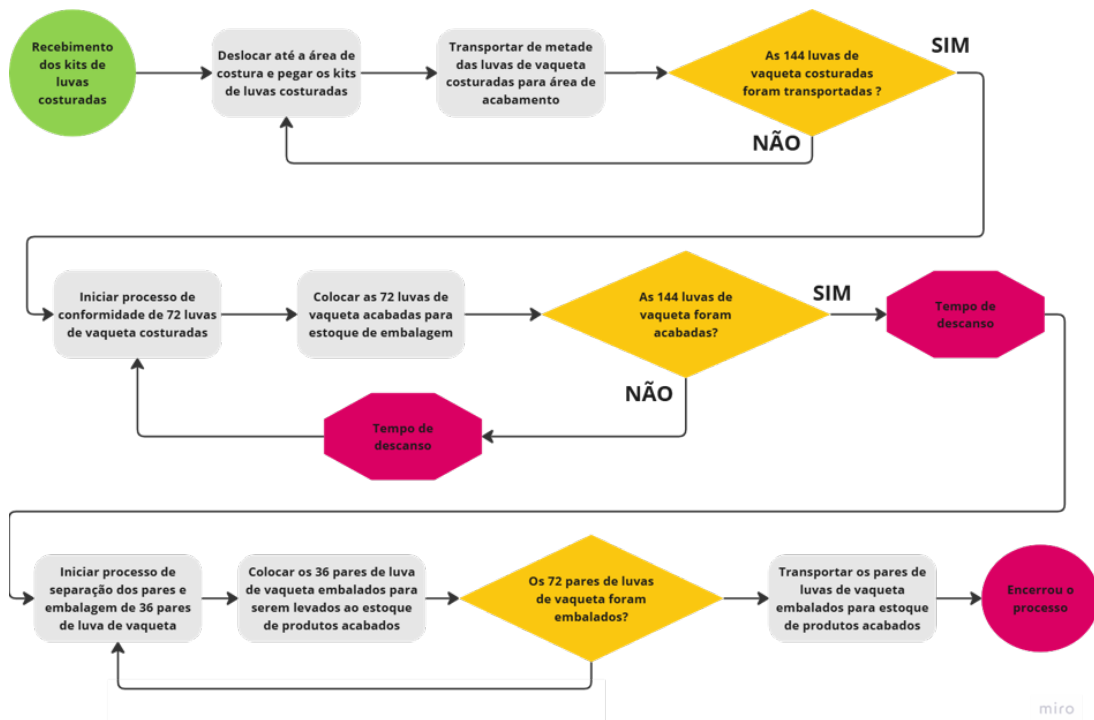 Recebimento
dos kits de
luvas
costuradas
Deslocar até a área de
costura e pegar os kits
de luvas costuradas
Transportar de metade
das luvas de vaqueta
costuradas para área de
acabamento
As 144 luvas de
vaqueta costuradas
foram transportadas ?
SIM
NÃO
Iniciar processo de
conformidade de 72 luvas
de vaqueta costuradas
Colocar as 72 luvas de
vaqueta acabadas para
estoque de embalagem
As 144 luvas de
vaqueta foram
acabadas?
SIM
Tempo de
descanso
NÃO
Tempo de
descanso
Iniciar processo de
separação dos pares e
embalagem de 36 pares
de luva de vaqueta
Colocar os 36 pares de luva
de vaqueta embalados para
serem levados ao estoque
de produtos acabados
Os 72 pares de luvas
de vaqueta foram
embalados?
Transportar os pares de
luvas de vaqueta
embalados para estoque
de produtos acabados
Encerrou o
processo
miro